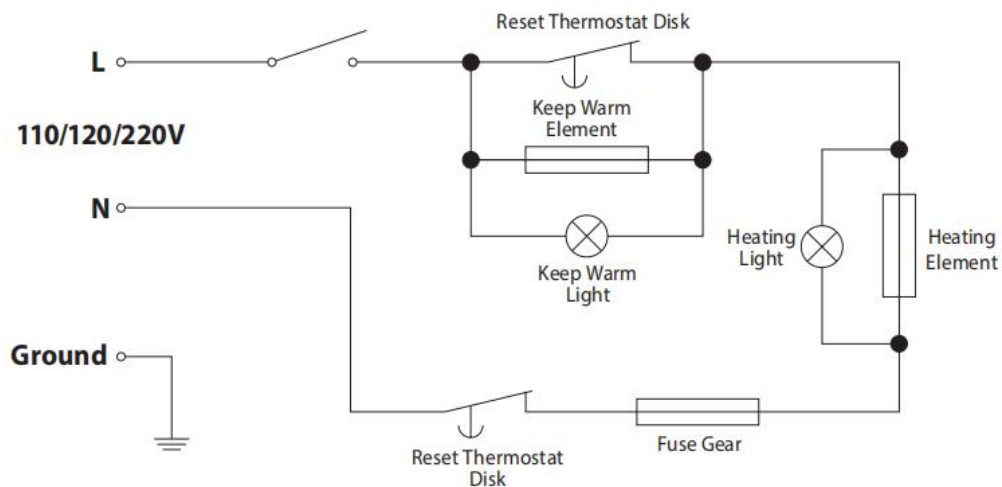 Reset Thermostat Disk
L
Keep Warm
Element
110/120/220V
N
Keep Warm
Light
Heating
Light
Heating
Element
Ground
Reset Thermostat
Disk
Fuse Gear